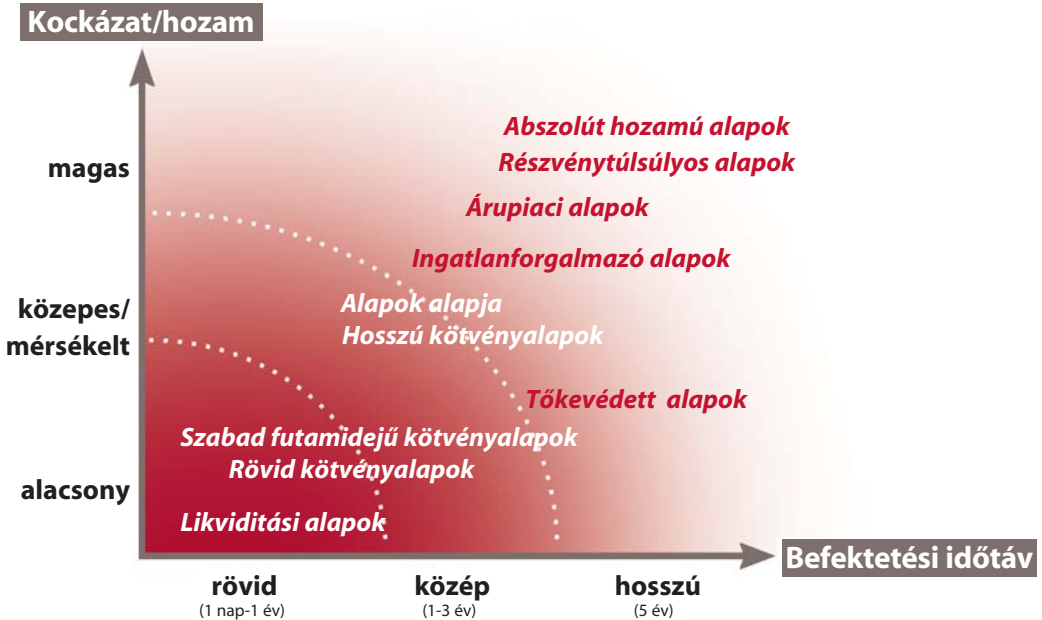 Kockázat/hozam
Abszolút hozamú alapok
magas
Részvénytúlsúlyos alapok
Árupiaci alapok
Ingatlanforgalmazó alapok
közepes/
mérsékelt
Alapok alapja
Hosszú kötvényalapok
Tőkevédett alapok
Szabad futamidejű kötvényalapok
Rövid kötvényalapok
alacsony
Likviditási alapok
Befektetési időtáv
rövid
(1 nap-1 év)
közép
(1-3 év)
hosszú
(5 év)